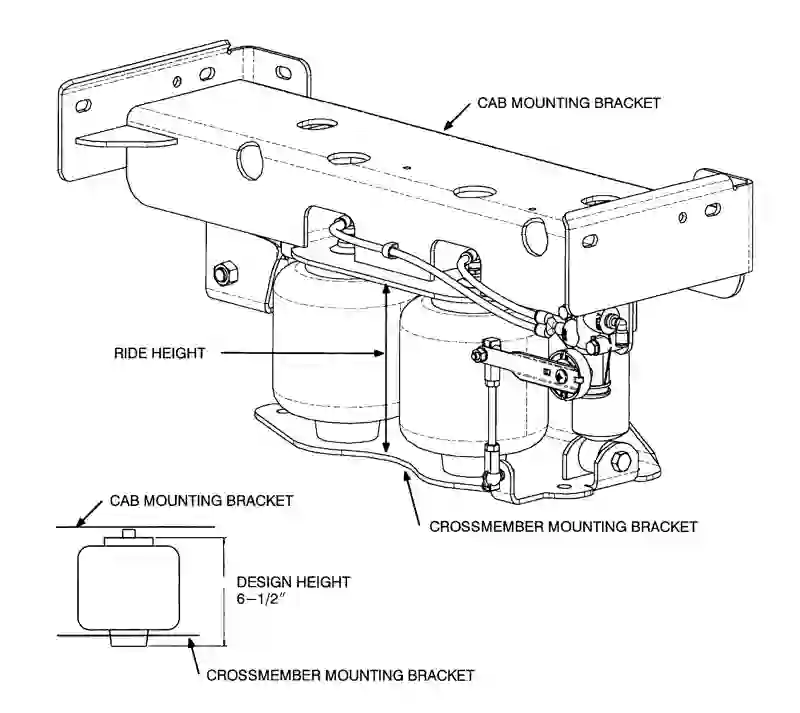 CAB MOUNTING BRACKET
RIDE HEIGHT
CAB MOUNTING BRACKET
CROSSMEMBER MOUNTING BRACKET
DESIGN HEIGHT
6–1/2″
CROSSMEMBER MOUNTING BRACKET